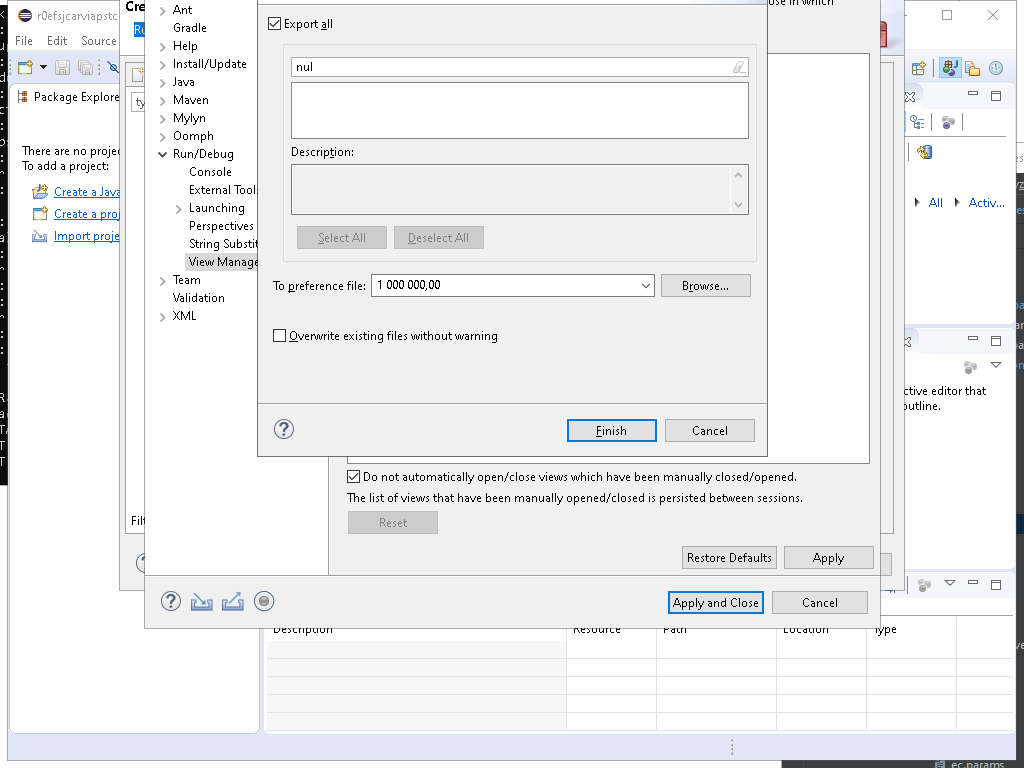 r0efsjcarviapstc
Cre
ose in which
File Edit Source
Package Explore
There are no projec
To add a project:
Create a Java
Create a proj
Import proje
Ant
Gradle
Help
Install/Update
Java
Maven
Mylyn
Oomph
Run/Debug
Console
External Tool
Launching
Perspectives
String Substit
View Manage
Team
Validation
XML
Export all
nul
Description:
Select All Deselect All
To preference file: 1 000 000,00 Browse...
Overwrite existing files without warning
Finish Cancel
Do not automatically open/close views which have been manually closed/opened.
The list of views that have been manually opened/closed is persisted between sessions.
Reset
Restore Defaults Apply
Apply and Close Cancel
All Activ...
ctive editor that
outline.
Filt
Description Resource Path Location Type
ec.params